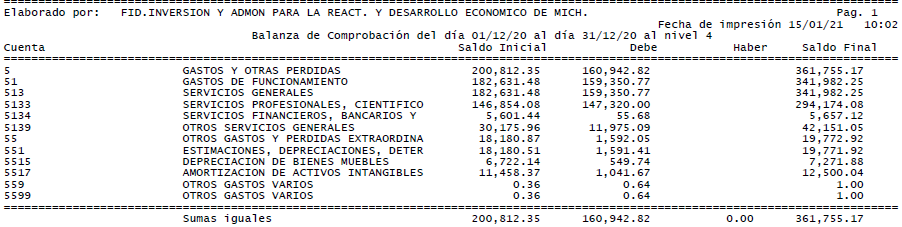 Elaborado por: FID.INVERSION Y ADMON PARA LA REACT. Y DESARROLLO ECONOMICO DE MICH. Pag. 1
Fecha de impresión 15/01/21 10:02
Balanza de Comprobación del día 01/12/20 al día 31/12/20 al nivel 4
Cuenta Saldo Inicial Debe Haber Saldo Final
5 GASTOS Y OTRAS PERDIDAS 200,812.35 160,942.82 361,755.17
51 GASTOS DE FUNCIONAMIENTO 182,631.48 159,350.77 341,982.25
513 SERVICIOS GENERALES 182,631.48 159,350.77 341,982.25
5133 SERVICIOS PROFESIONALES, CIENTIFICO 146,854.08 147,320.00 294,174.08
5134 SERVICIOS FINANCIEROS, BANCARIOS Y 5,601.44 55.68 5,657.12
5139 OTROS SERVICIOS GENERALES 30,175.96 11,975.09 42,151.05
55 OTROS GASTOS Y PERDIDAS EXTRAORDINA 18,180.87 1,592.05 19,772.92
551 ESTIMACIONES, DEPRECIACIONES, DETER 18,180.51 1,591.41 19,771.92
5515 DEPRECIACION DE BIENES MUEBLES 6,722.14 549.74 7,271.88
5517 AMORTIZACION DE ACTIVOS INTANGIBLES 11,458.37 1,041.67 12,500.04
559 OTROS GASTOS VARIOS 0.36 0.64 1.00
5599 OTROS GASTOS VARIOS 0.36 0.64 1.00
Sumas iguales 200,812.35 160,942.82 0.00 361,755.17